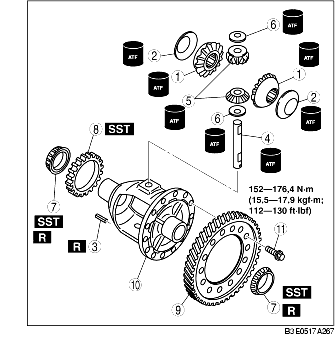 6
ATF
ATF
2
ATF
1
ATF
1
5
2
ATF
ATF
6
8 SST
4
ATF
ATF
7
152—176,4 N·m
(15,5—17,9 kgf·m;
112—130 ft·lbf)
SST
R
R
3
11
10
9
7
SST
R
B3E0517A267